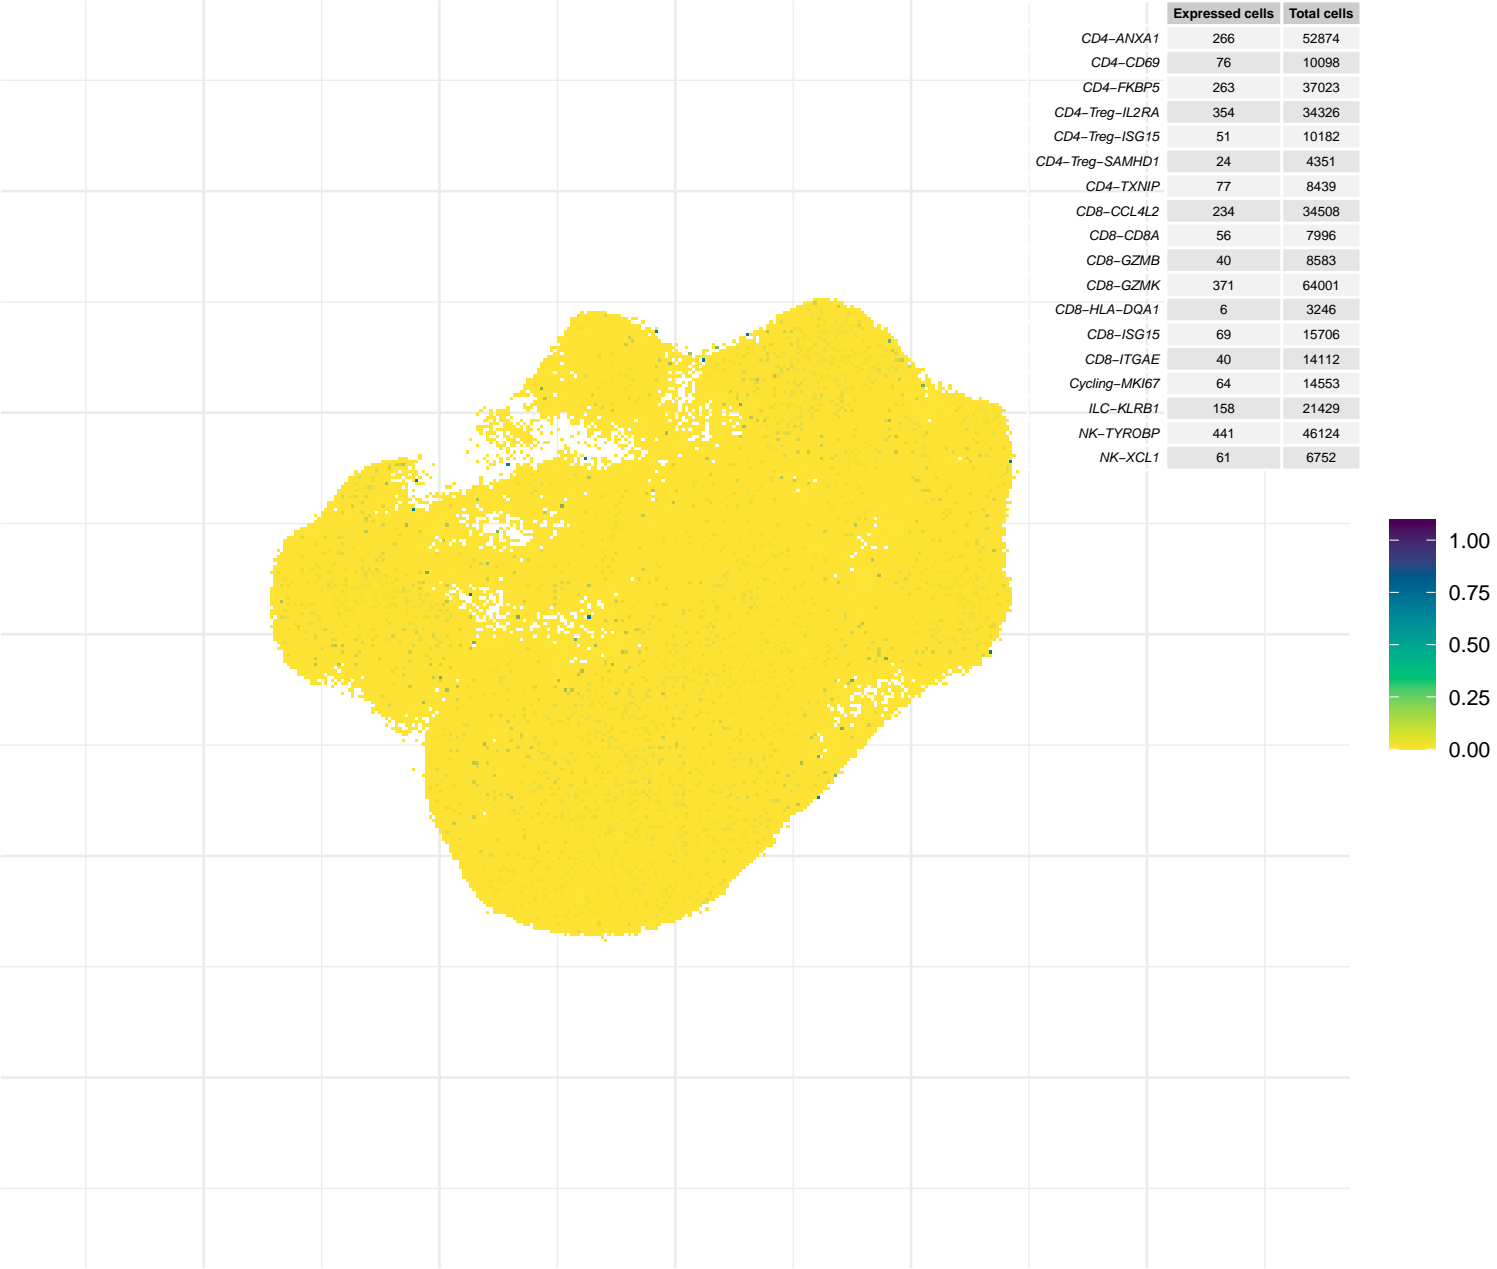 Expressed cells Total cells
CD4−ANXA1 266 52874
CD4−CD69 76 10098
CD4−FKBP5 263 37023
CD4−Treg−IL2RA 354 34326
CD4−Treg−ISG15 51 10182
CD4−Treg−SAMHD1 24 4351
CD4−TXNIP 77 8439
CD8−CCL4L2 234 34508
CD8−CD8A 56 7996
CD8−GZMB 40 8583
CD8−GZMK 371 64001
CD8−HLA−DQA1 6 3246
CD8−ISG15 69 15706
CD8−ITGAE 40 14112
Cycling−MKI67 64 14553
ILC−KLRB1 158 21429
NK−TYROBP 441 46124
NK−XCL1 61 6752
1.00
0.75
0.50
0.25
0.00